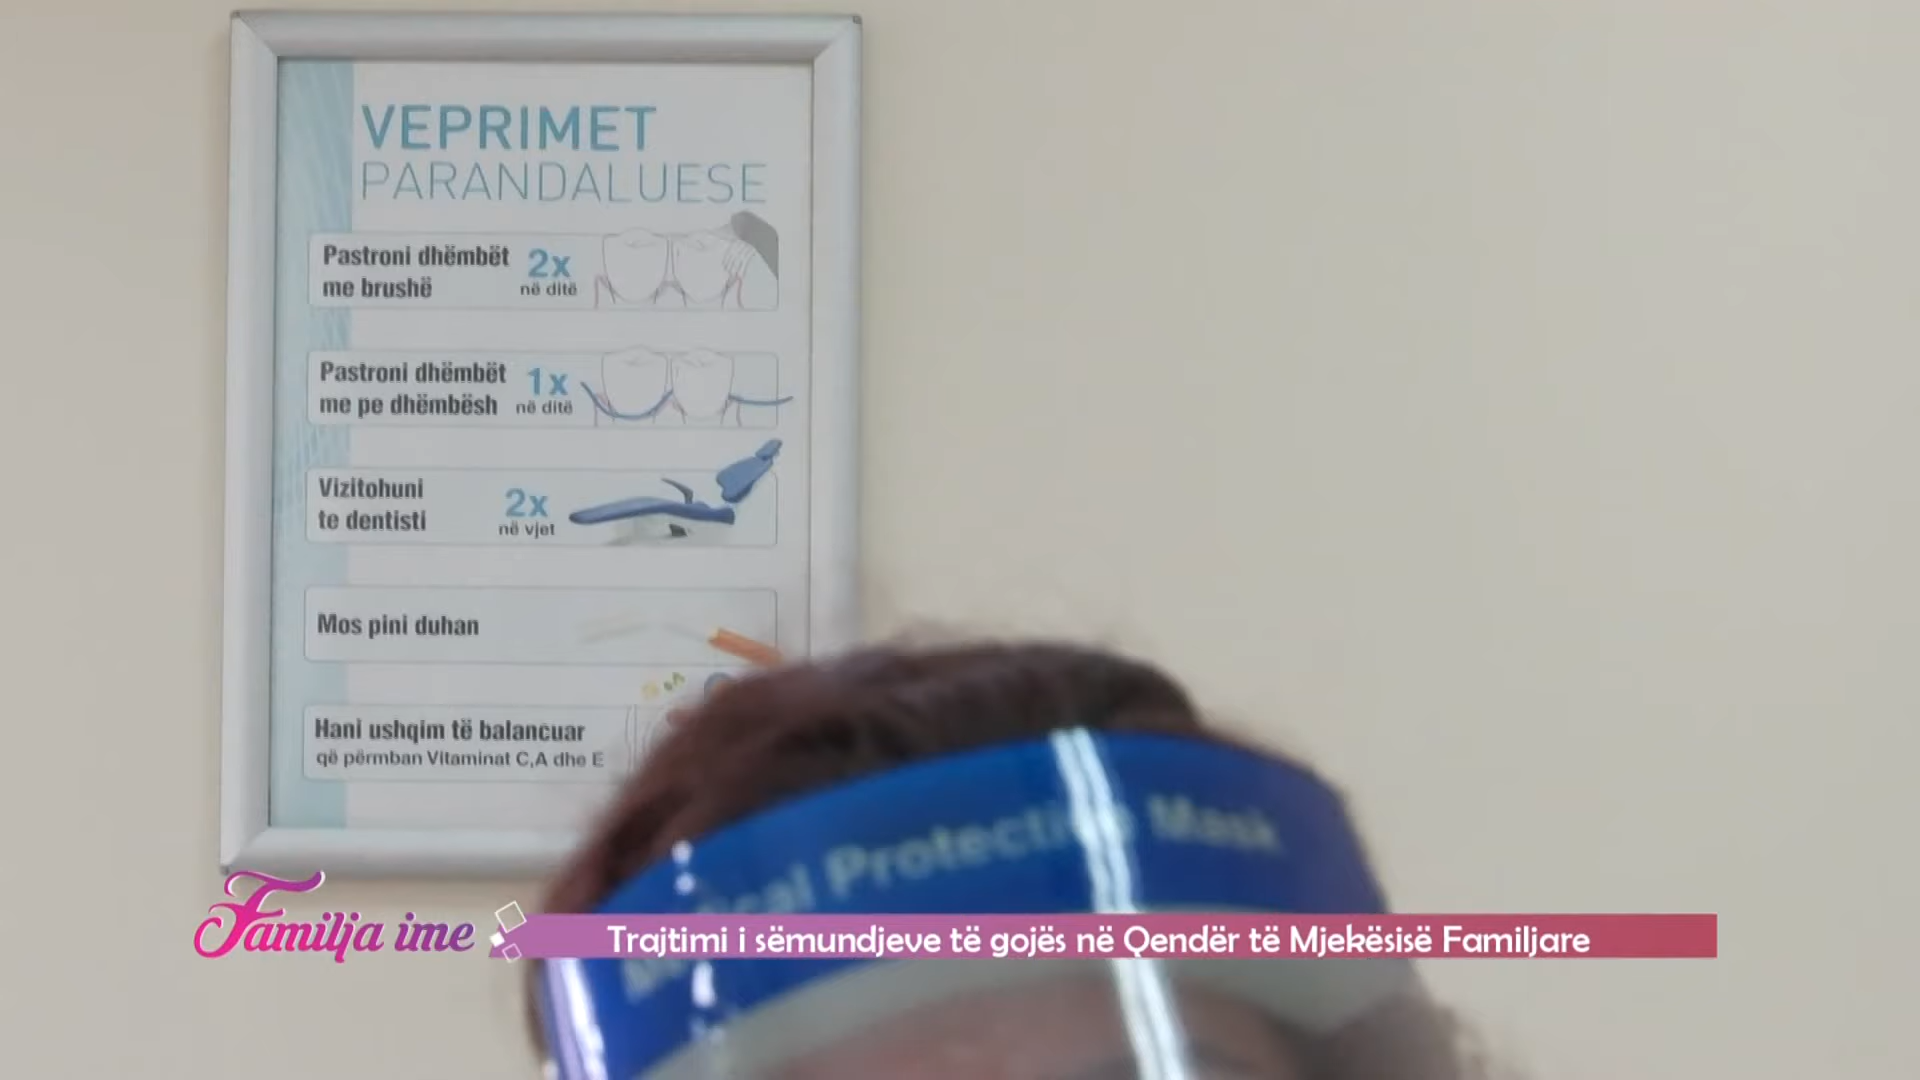 VEPRIMET
PARANDALUESE
Pastroni dhëmbët
me brushë
2x
në ditë
Pastroni dhëmbët
me pe dhëmbësh
1x
në ditë
Vizitohuni
te dentisti
2x
në vjet
Mos pini duhan
Hani ushqim të balancuar
që përmban Vitaminat C,A dhe E
Protective Mask
Familja ime
Trajtimi i sëmundjeve të gojës në Qendër të Mjekësisë Familjare